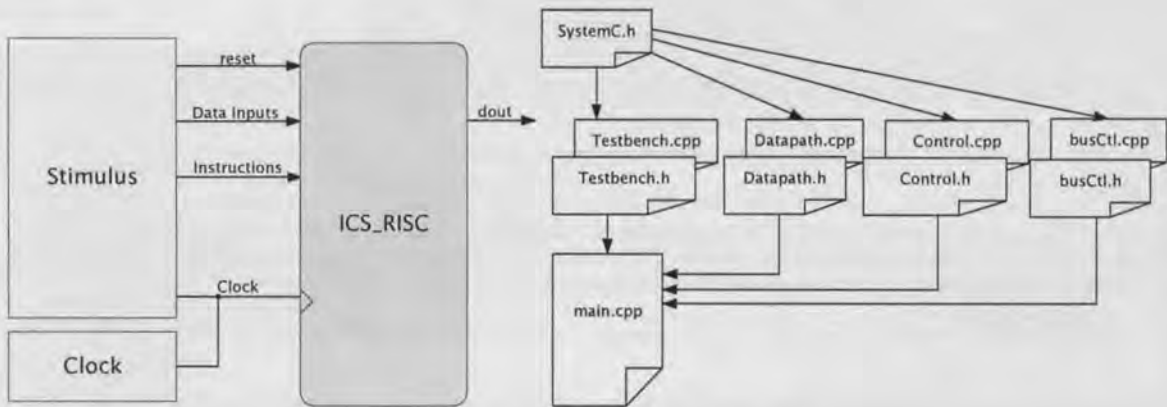 Stimulus
Clock
reset
Data Inputs
Instructions
Clock
ICS_RISC
dout
SystemC.h
Testbench.cpp
Testbench.h
Datapath.cpp
Datapath.h
Control.cpp
Control.h
busCtl.cpp
busCtl.h
main.cpp